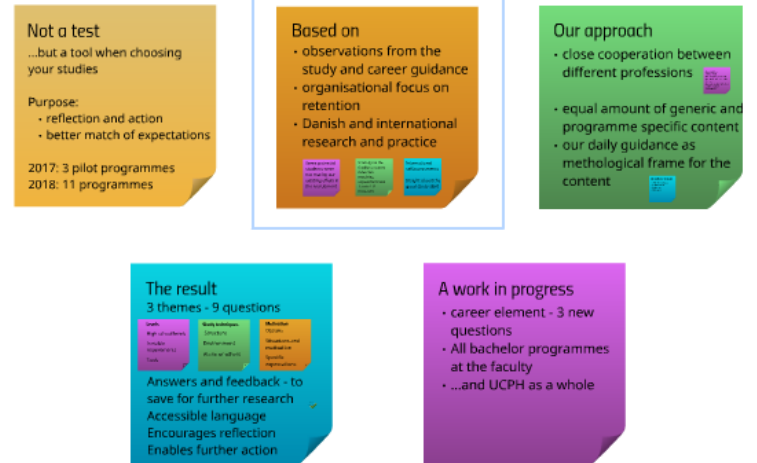 Not a test
...but a tool when choosing
your studies
Purpose:
• reflection and action
• better match of expectations
2017: 3 pilot programmes
2018: 11 programmes
Based on
• observations from the
study and career guidance
• organisational focus on
retention
• Danish and international
research and practice
Our approach
• close cooperation between
different professions
• equal amount of generic and
programme specific content
• our daily guidance as
methological frame for the
content
The result
3 themes - 9 questions
Study techniques
Motivation
Structure
Environment
Answers and feedback - to
save for further research
Accessible language
Encourages reflection
Enables further action
A work in progress
• career element - 3 new
questions
• All bachelor programmes
at the faculty
• ...and UCPH as a whole